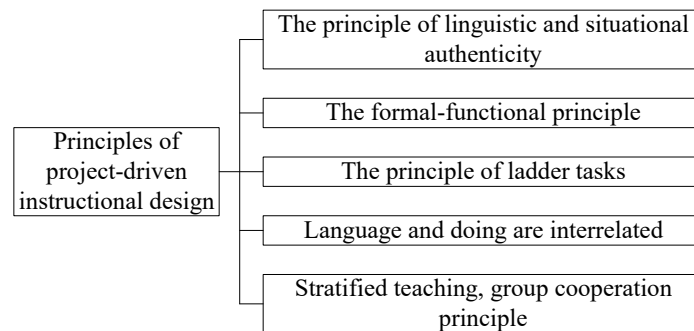 The principle of linguistic and situational
authenticity
The formal-functional principle
Principles of
project-driven
instructional design
The principle of ladder tasks
Language and doing are interrelated
Stratified teaching, group cooperation
principle